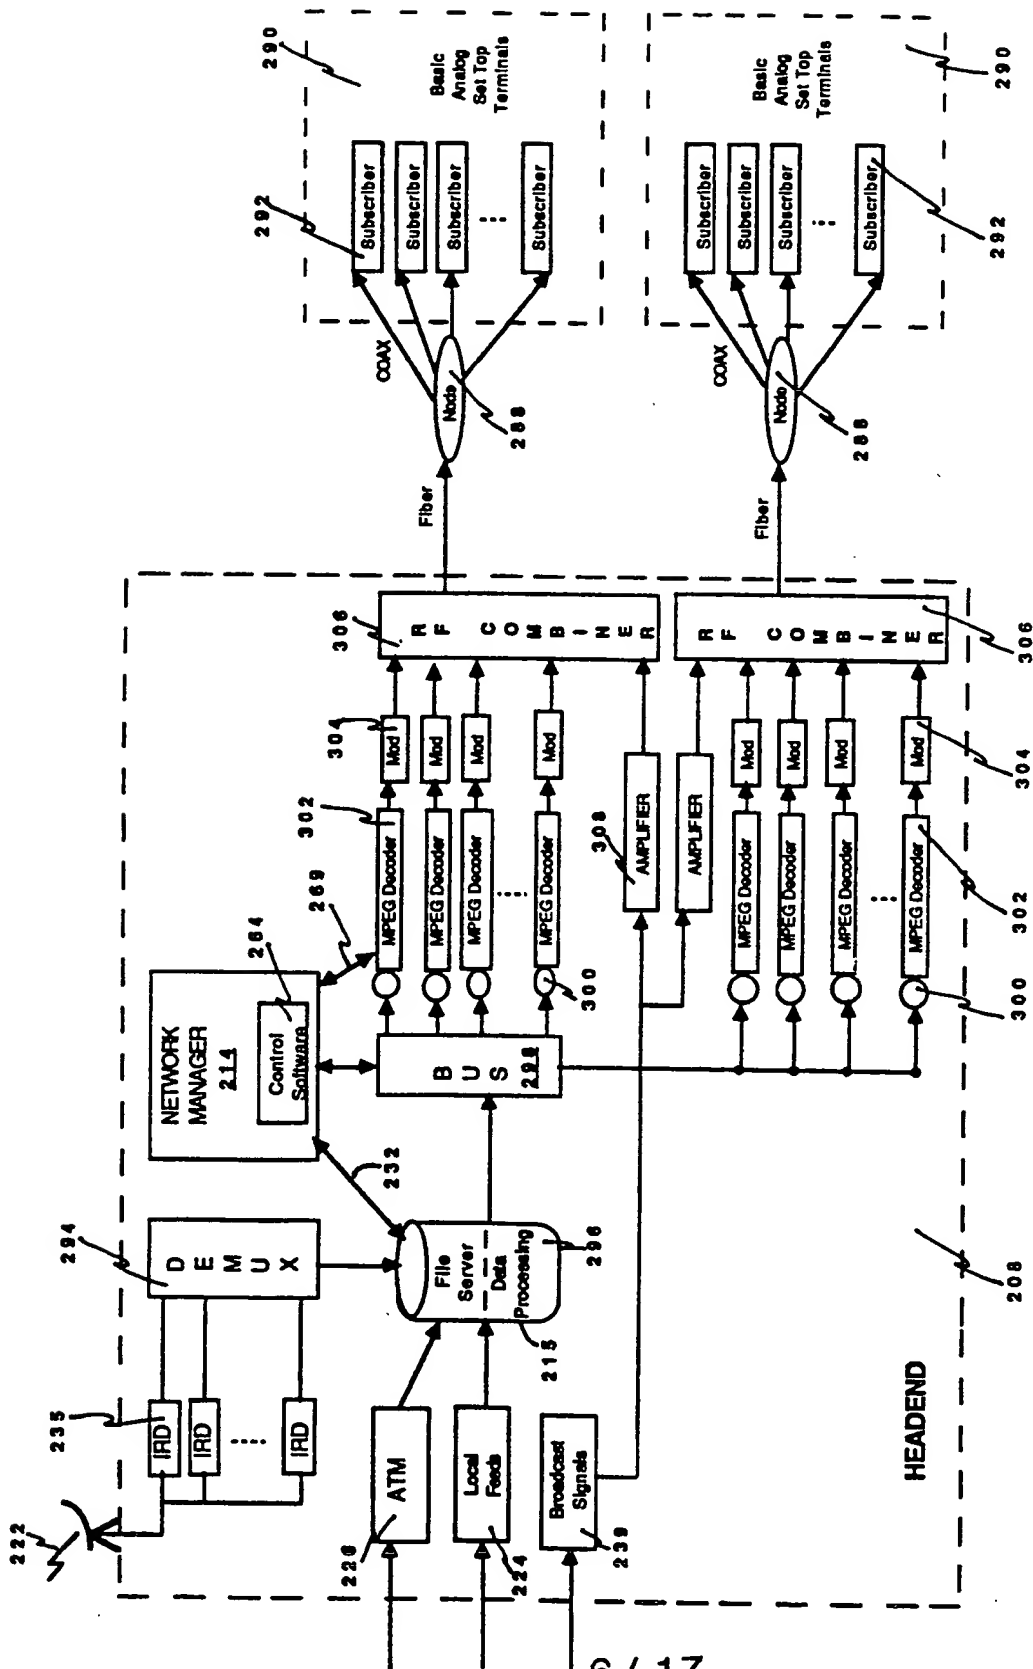 222
235
IRD
IRD
IRD
294
DEMUX
NETWORK
MANAGER
214
264
Control
Software
269
232
226
ATM
224
Local
Feeds
239
Broadcast
Signals
File
Server
Data
Processing
215
296
BUS
298
300
302
304
306
MPEG Decoder
Mod
MPEG Decoder
Mod
MPEG Decoder
Mod
MPEG Decoder
Mod
RF COMBINER
308
AMPLIFIER
AMPLIFIER
MPEG Decoder
Mod
MPEG Decoder
Mod
MPEG Decoder
Mod
MPEG Decoder
Mod
RF COMBINER
300
302
304
306
HEADEND
208
Fiber
Node
288
COAX
292
Subscriber
Subscriber
Subscriber
Subscriber
290
Basic
Analog
Set Top
Terminals
Fiber
Node
288
COAX
Subscriber
Subscriber
Subscriber
Subscriber
292
Basic
Analog
Set Top
Terminals
290